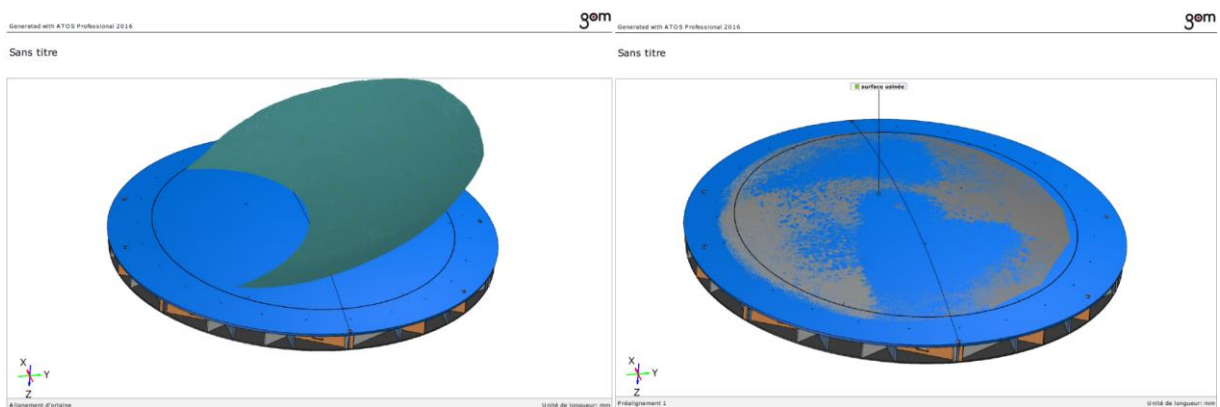 Generated with ATOS Professional 2016
gom
Sans titre
X
Y
Z
Alignement d'origine
Unité de longueur: mm
Generated with ATOS Professional 2016
gom
Sans titre
surface usinée
X
Y
Z
Préalignement 1
Unité de longueur: mm